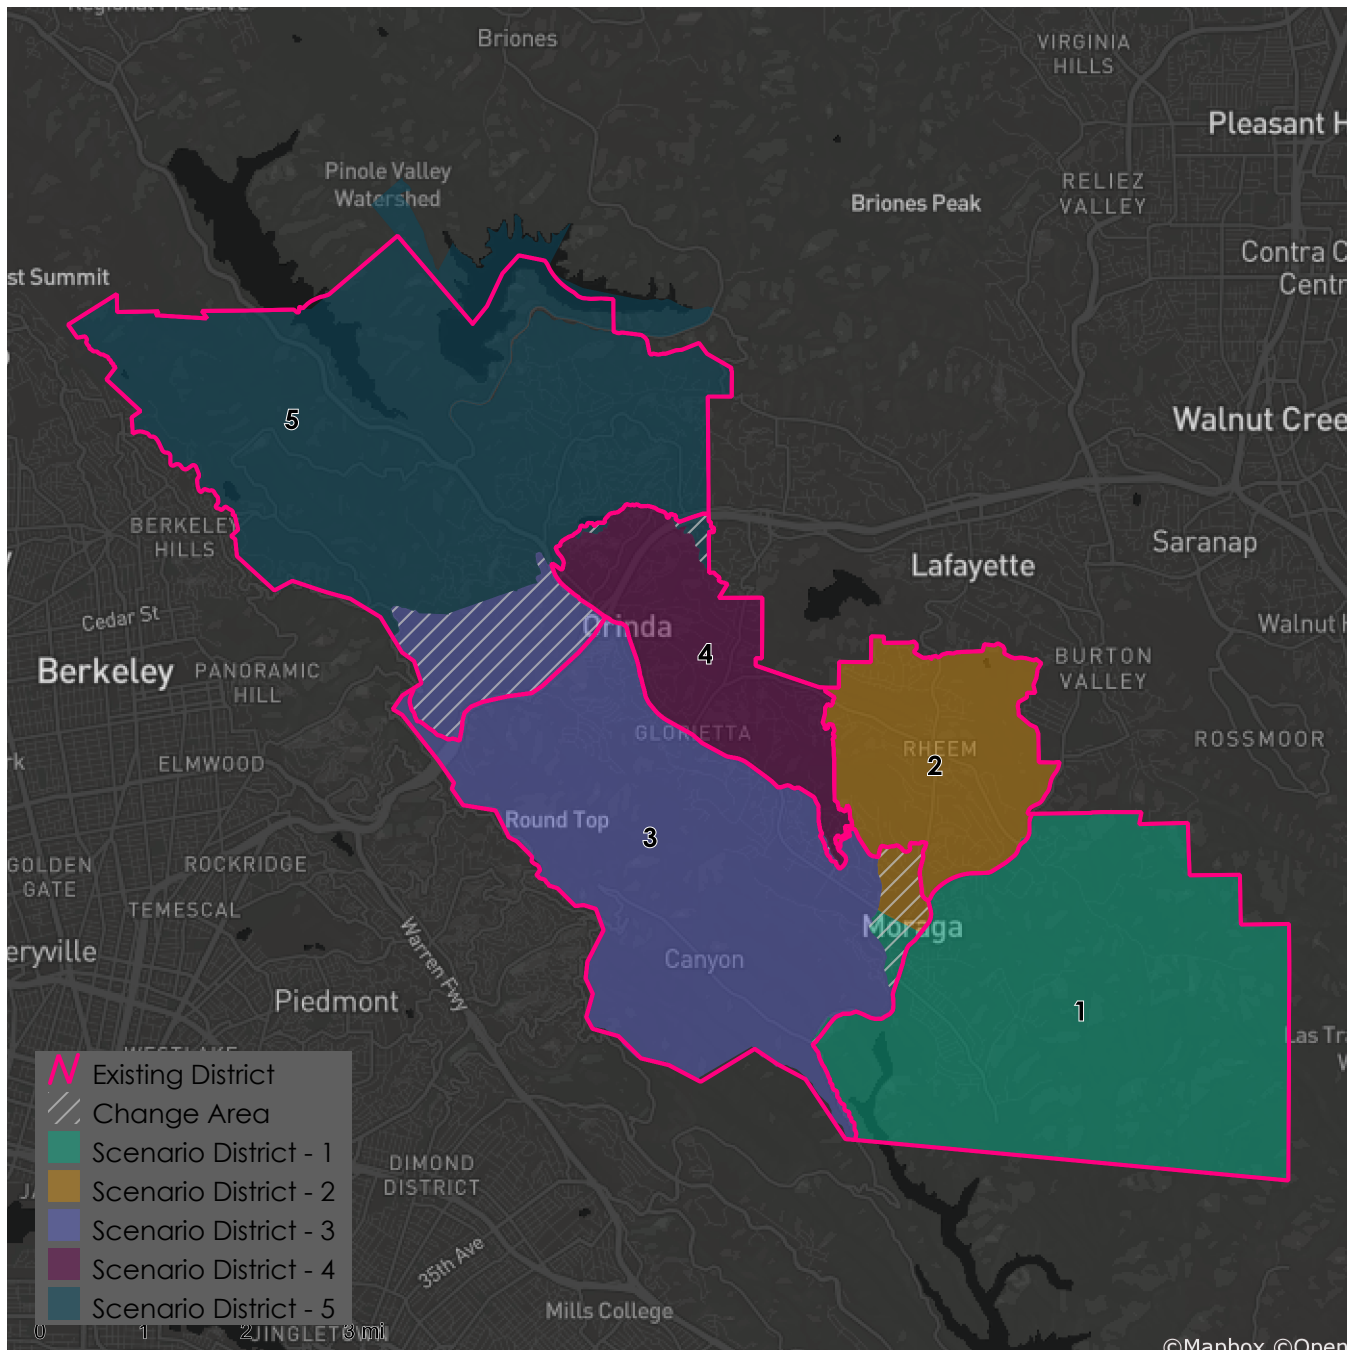 Briones
VIRGINIA
HILLS
Pleasant H
Pinole Valley
Watershed
RELIEZ
VALLEY
Briones Peak
Contra C
Centr
st Summit
5
Walnut Cree
BERKELEY
HILLS
Saranap
Lafayette
Cedar St
Orinda
Walnut H
4
BURTON
VALLEY
Berkeley
PANORAMIC
HILL
GLORIETTA
ROSSMOOR
RHEEM
2
rk
ELMWOOD
Round Top
3
GOLDEN
GATE
ROCKRIDGE
TEMESCAL
Moraga
eryville
Warren Fwy
Canyon
Piedmont
1
Las Tra
W
WESTLAKE
Existing District
Change Area
Scenario District - 1
Scenario District - 2
Scenario District - 3
Scenario District - 4
Scenario District - 5
DIMOND
DISTRICT
35th Ave
Mills College
0 1 2 3 mi
JINGLETOWN
©Mapbox ©Open